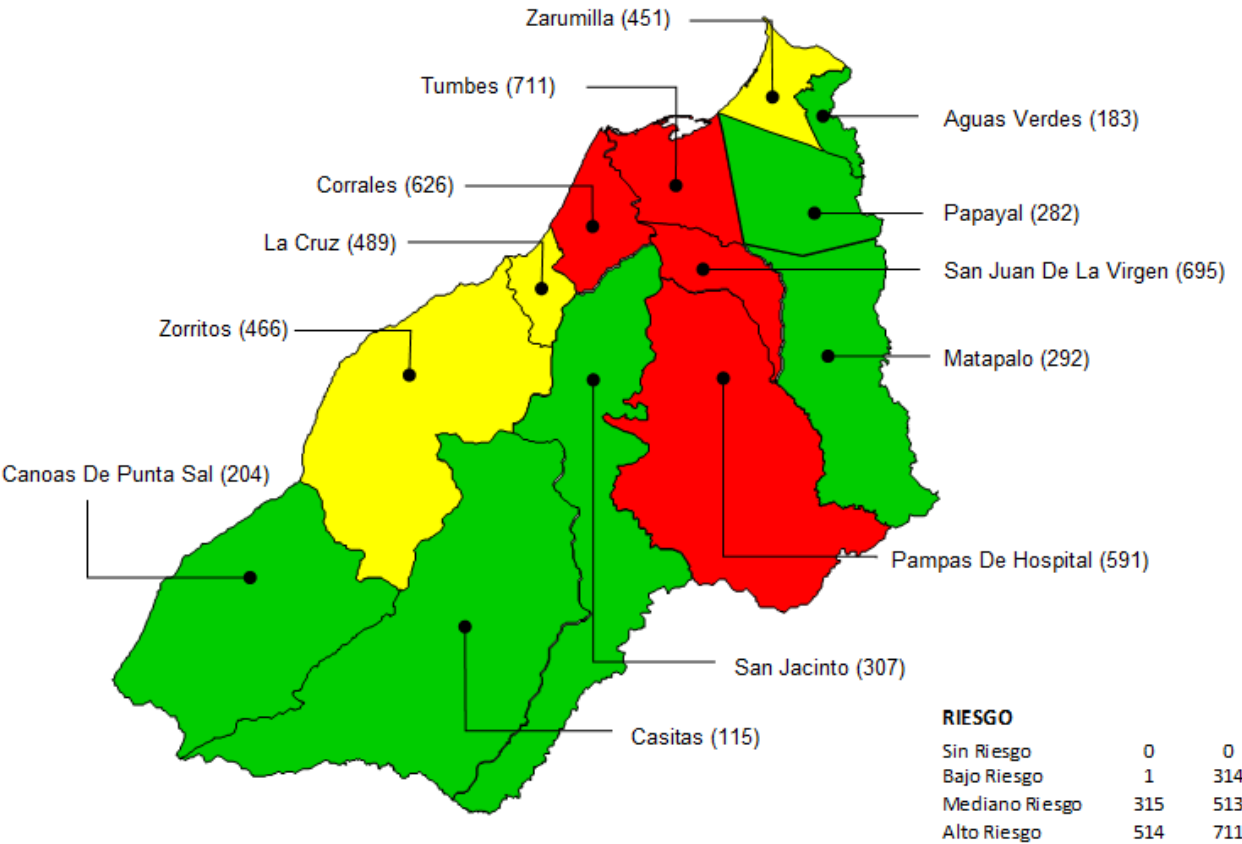 Zarumilla (451)
Tumbes (711)
Aguas Verdes (183)
Corrales (626)
Papayal (282)
La Cruz (489)
San Juan De La Virgen (695)
Zorritos (466)
Matapalo (292)
Canoas De Punta Sal (204)
Pampas De Hospital (591)
San Jacinto (307)
Casitas (115)
RIESGO
Sin Riesgo 0 0
Bajo Riesgo 1 314
Mediano Riesgo 315 513
Alto Riesgo 514 711